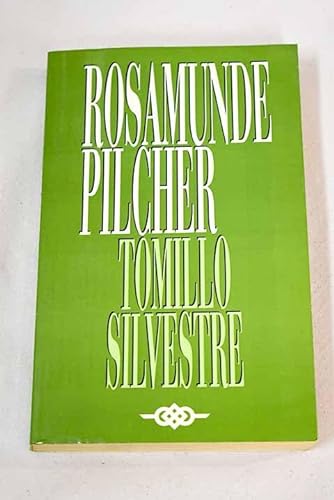 ROSAMUNDE
PILCHER
TOMILLO
SILVESTRE